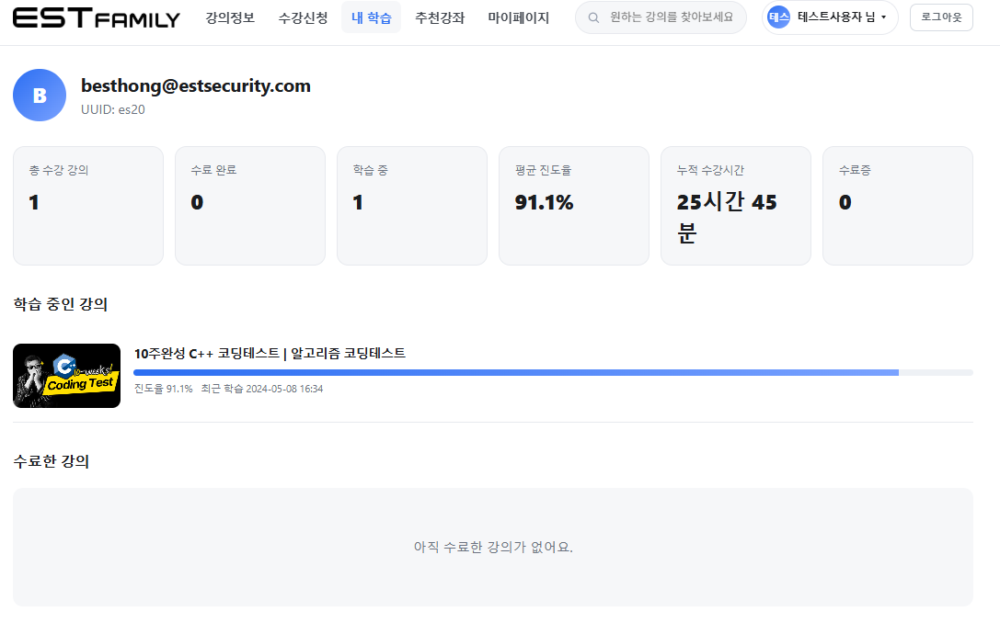 ESTFAMILY 강의정보 수강신청 내 학습 추천강좌 마이페이지 원하는 강의를 찾아보세요 테스 테스트사용자 님 ▾ 로그아웃
B
besthong@estsecurity.com
UUID: es20
총 수강 강의
1
수료 완료
0
학습 중
1
평균 진도율
91.1%
누적 수강시간
25시간 45
분
수료증
0
학습 중인 강의
C++
10-weeks!
Coding Test
10주완성 C++ 코딩테스트 | 알고리즘 코딩테스트
진도율 91.1% 최근 학습 2024-05-08 16:34
수료한 강의
아직 수료한 강의가 없어요.